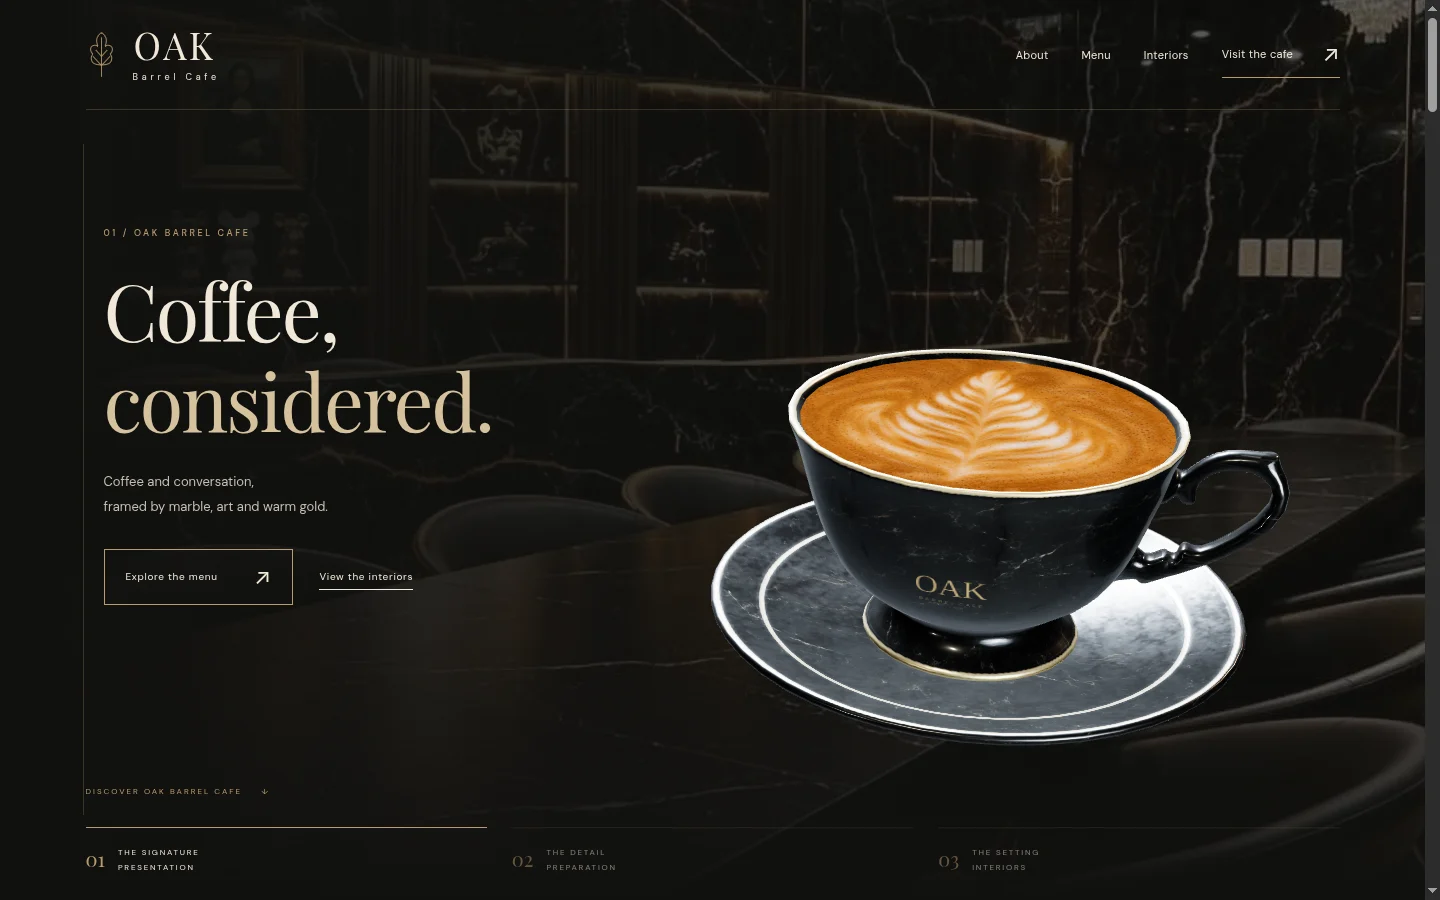 OAK
Barrel Cafe
About
Menu
Interiors
Visit the cafe
01 / OAK BARREL CAFE
Coffee,
considered.
Coffee and conversation,
framed by marble, art and warm gold.
Explore the menu
View the interiors
OAK
DISCOVER OAK BARREL CAFE
01
THE SIGNATURE
PRESENTATION
02
THE DETAIL
PREPARATION
03
THE SETTING
INTERIORS